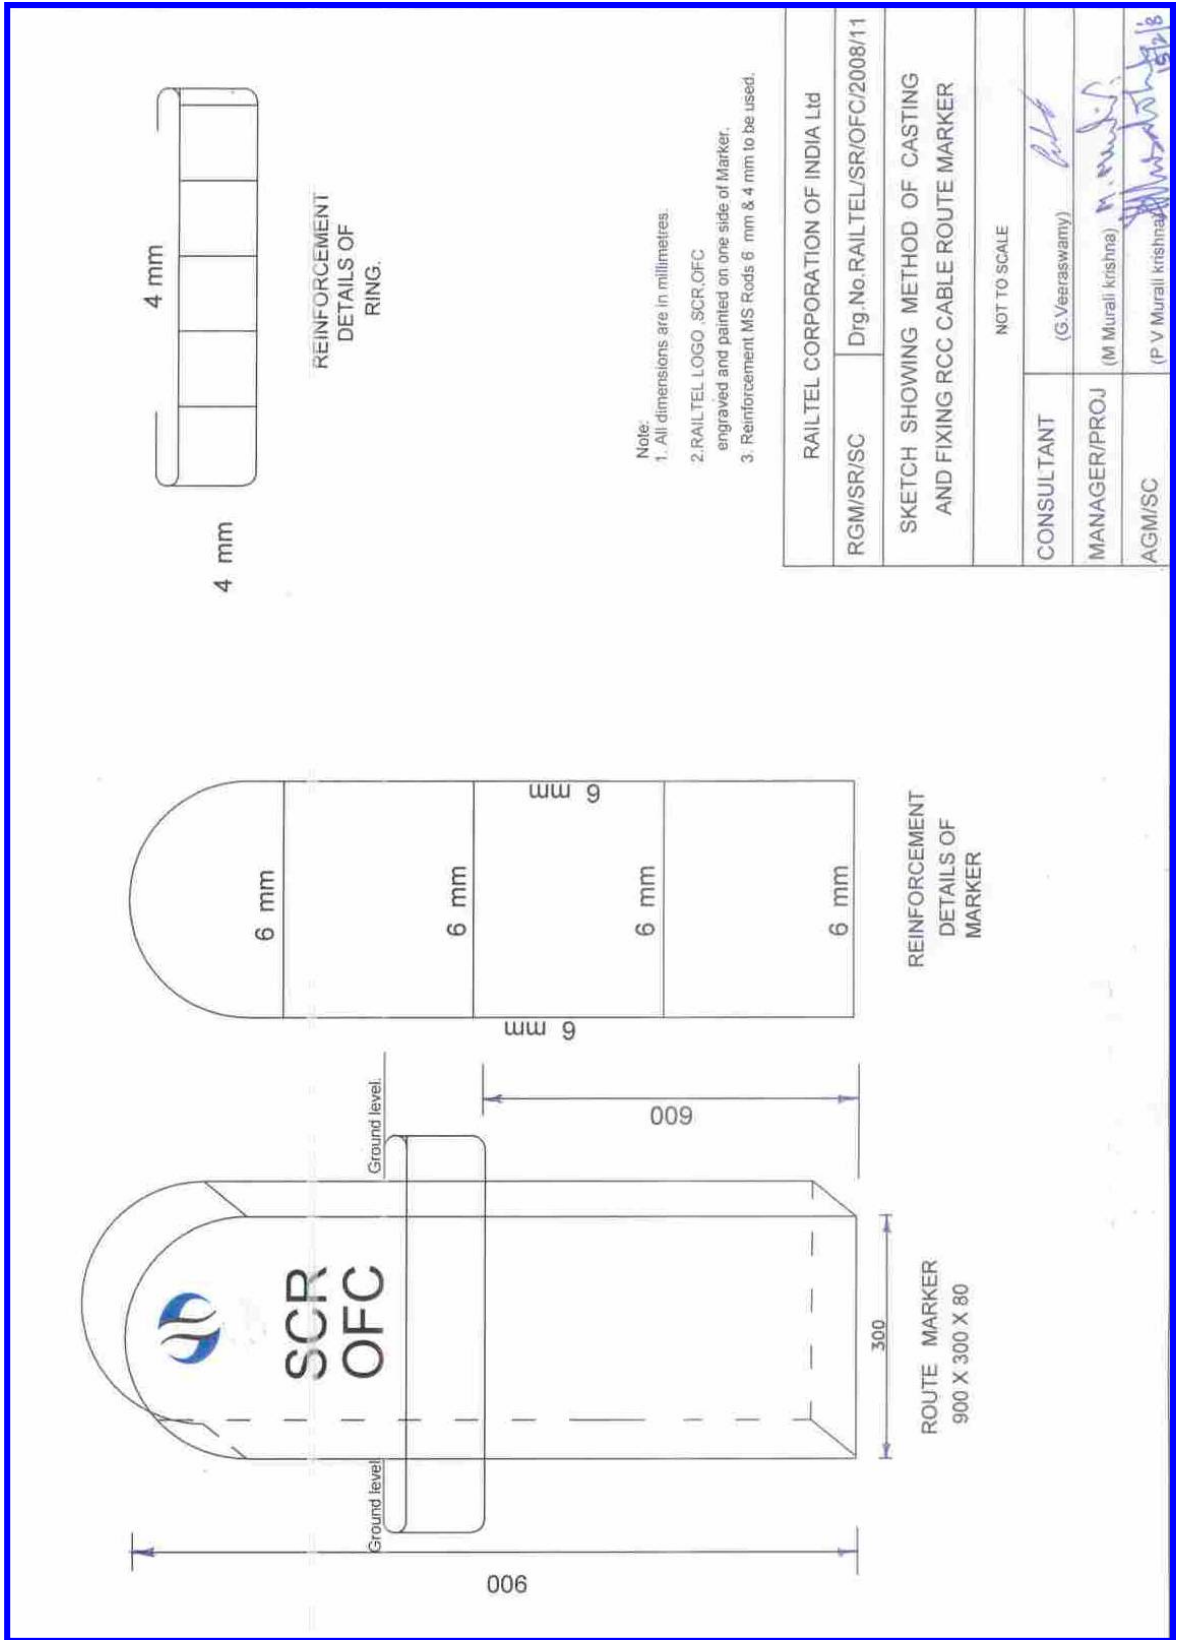 4 mm
4 mm
REINFORCEMENT
DETAILS OF
RING.
6 mm
6 mm
6 mm
6 mm
6 mm
6 mm
REINFORCEMENT
DETAILS OF
MARKER
Ground level.
Ground level
SCR
OFC
600
900
300
ROUTE MARKER
900 X 300 X 80
Note:
1. All dimensions are in millimetres.
2.RAILTEL LOGO ,SCR,OFC
engraved and painted on one side of Marker.
3. Reinforcement MS Rods 6 mm & 4 mm to be used.
RAILTEL CORPORATION OF INDIA Ltd
RGM/SR/SC Drg.No.RAILTEL/SR/OFC/2008/11
SKETCH SHOWING METHOD OF CASTING
AND FIXING RCC CABLE ROUTE MARKER
NOT TO SCALE
CONSULTANT (G.Veeraswamy)
MANAGER/PROJ (M Murali krishna)
AGM/SC (P V Murali krishna)